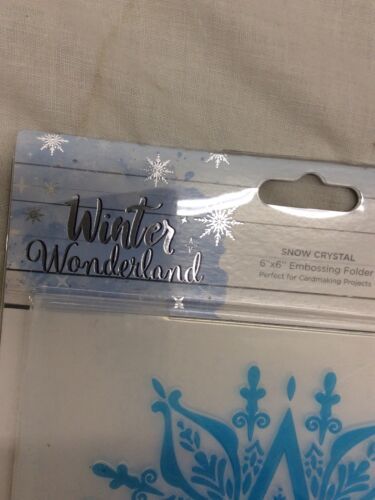 Winter
Wonderland
SNOW CRYSTAL
6"x6" Embossing Folder
Perfect for Cardmaking Projects